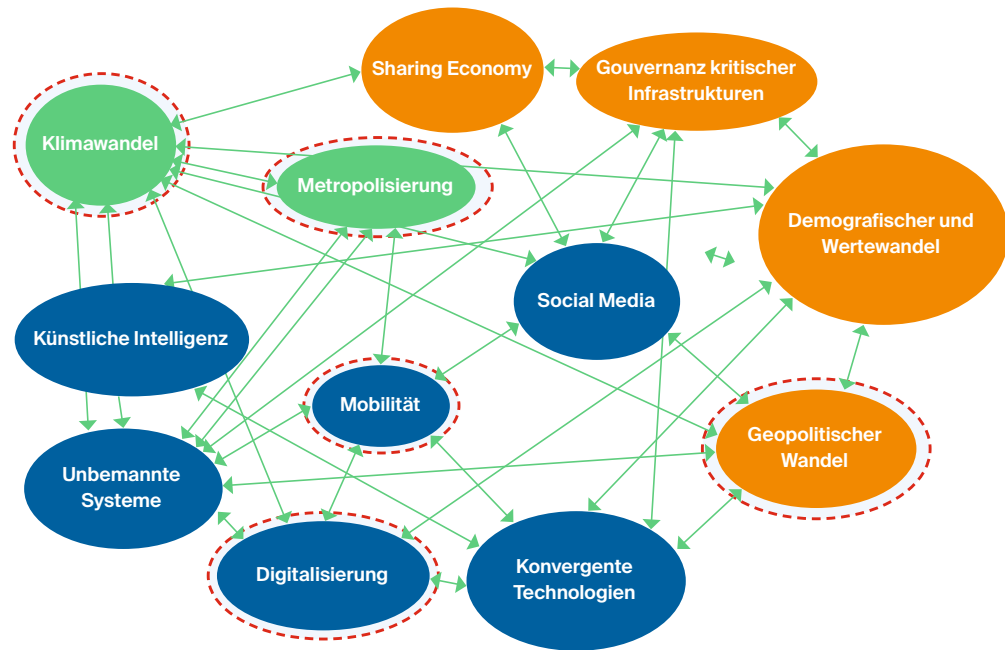 Sharing Economy
Gouvernanz kritischer
Infrastrukturen
Klimawandel
Metropolisierung
Demografischer und
Wertewandel
Social Media
Künstliche Intelligenz
Mobilität
Geopolitischer
Wandel
Unbemannte
Systeme
Digitalisierung
Konvergente
Technologien